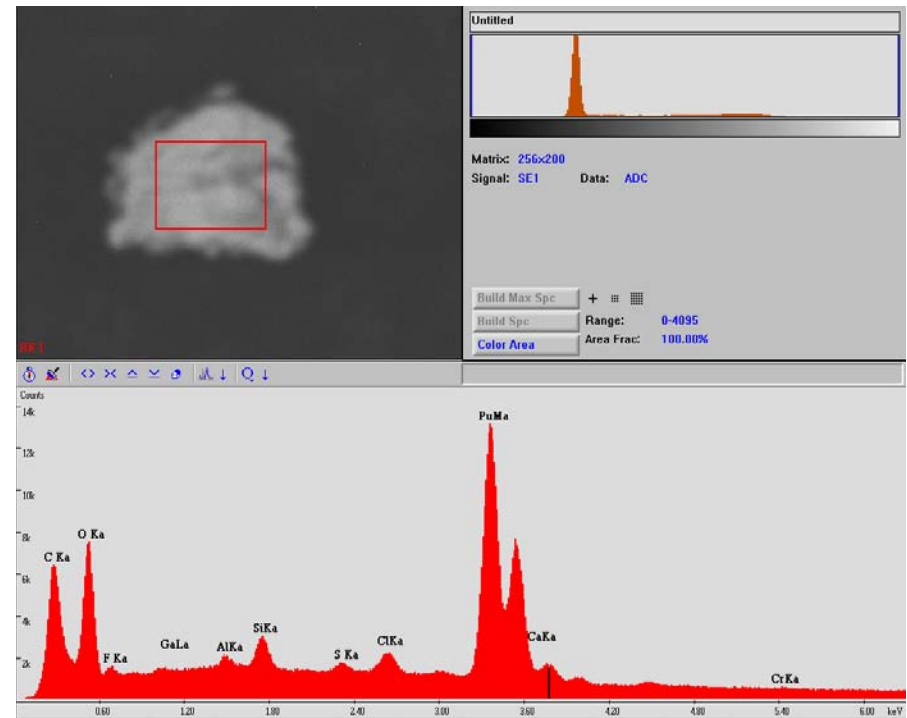 Untitled
Matrix: 256x200
Signal: SE1 Data: ADC
Build Max Spc
Build Spc
Color Area
Range: 0-4095
Area Frac: 100.00%
SE1
Counts
14k
12k
10k
8k
6k
4k
2k
PuMa
O Ka
C Ka
F Ka
GaLa
AlKa
SiKa
S Ka
ClKa
CaKa
CrKa
0.60 1.20 1.80 2.40 3.00 3.60 4.20 4.80 5.40 6.00 keV